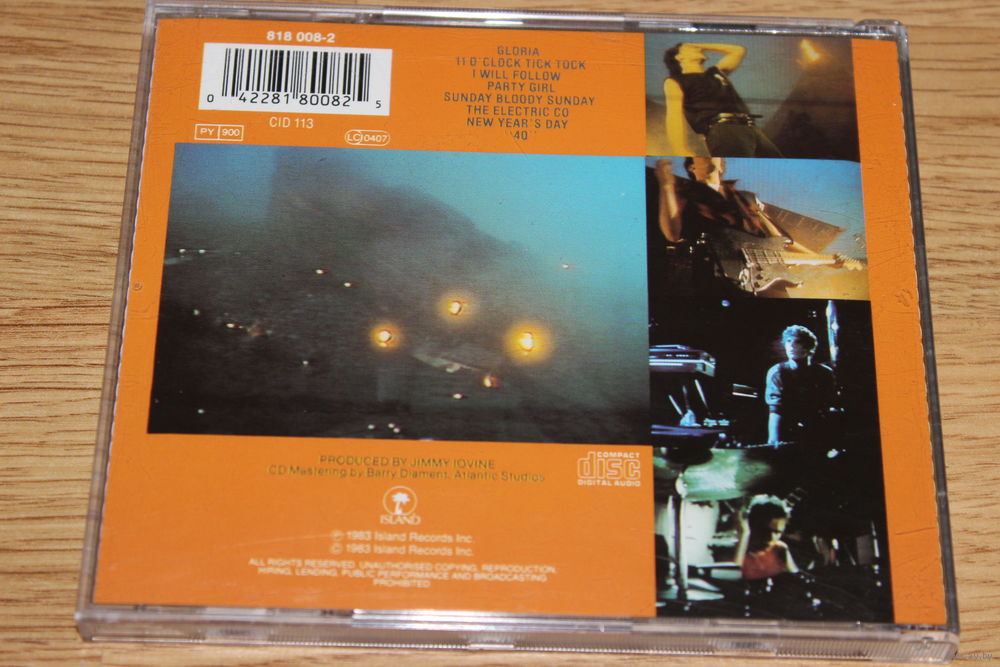 818 008-2
0 42281 80082 5
CID 113
PY 900
LC 0407
GLORIA
11 O'CLOCK TICK TOCK
I WILL FOLLOW
PARTY GIRL
SUNDAY BLOODY SUNDAY
THE ELECTRIC CO
NEW YEAR'S DAY
"40"
PRODUCED BY JIMMY IOVINE
CD Mastering by Barry Diament, Atlantic Studios
COMPACT
disc
DIGITAL AUDIO
ISLAND
℗ 1983 Island Records Inc.
© 1983 Island Records Inc.
ALL RIGHTS RESERVED. UNAUTHORISED COPYING, REPRODUCTION,
HIRING, LENDING, PUBLIC PERFORMANCE AND BROADCASTING
PROHIBITED